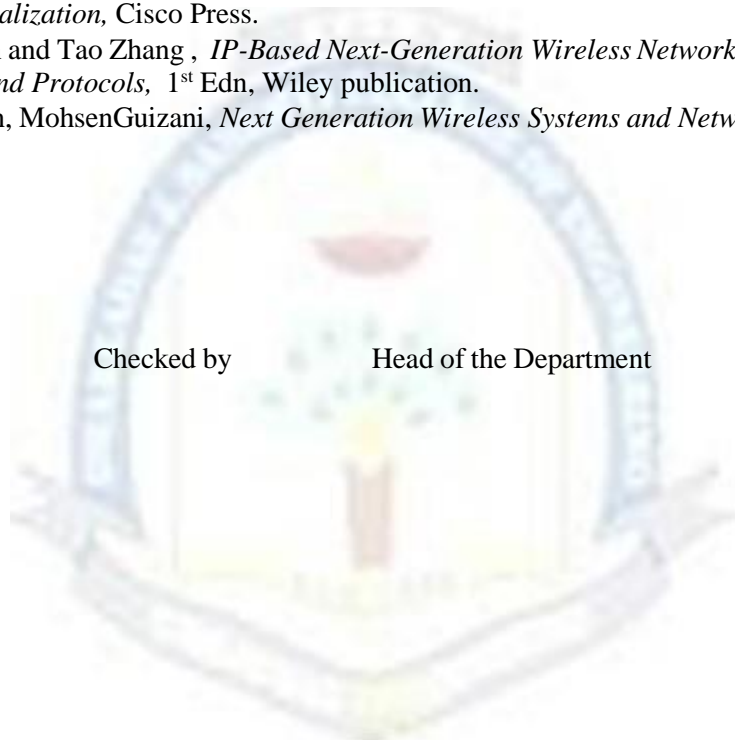 alization, Cisco Press.
and Tao Zhang , IP-Based Next-Generation Wireless Network
nd Protocols, 1st Edn, Wiley publication.
n, MohsenGuizani, Next Generation Wireless Systems and Netw
Checked by Head of the Department